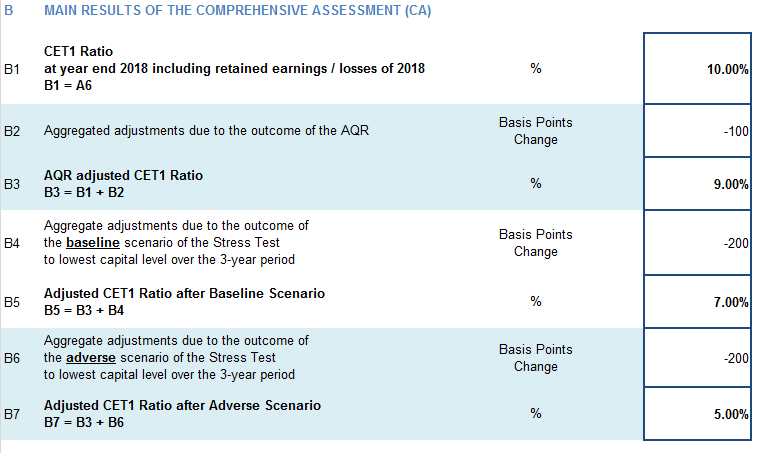 B MAIN RESULTS OF THE COMPREHENSIVE ASSESSMENT (CA)
B1 CET1 Ratio
at year end 2018 including retained earnings / losses of 2018
B1 = A6
% 10.00%
B2 Aggregated adjustments due to the outcome of the AQR
Basis Points
Change
-100
B3 AQR adjusted CET1 Ratio
B3 = B1 + B2
% 9.00%
B4 Aggregate adjustments due to the outcome of
the baseline scenario of the Stress Test
to lowest capital level over the 3-year period
Basis Points
Change
-200
B5 Adjusted CET1 Ratio after Baseline Scenario
B5 = B3 + B4
% 7.00%
B6 Aggregate adjustments due to the outcome of
the adverse scenario of the Stress Test
to lowest capital level over the 3-year period
Basis Points
Change
-200
B7 Adjusted CET1 Ratio after Adverse Scenario
B7 = B3 + B6
% 5.00%